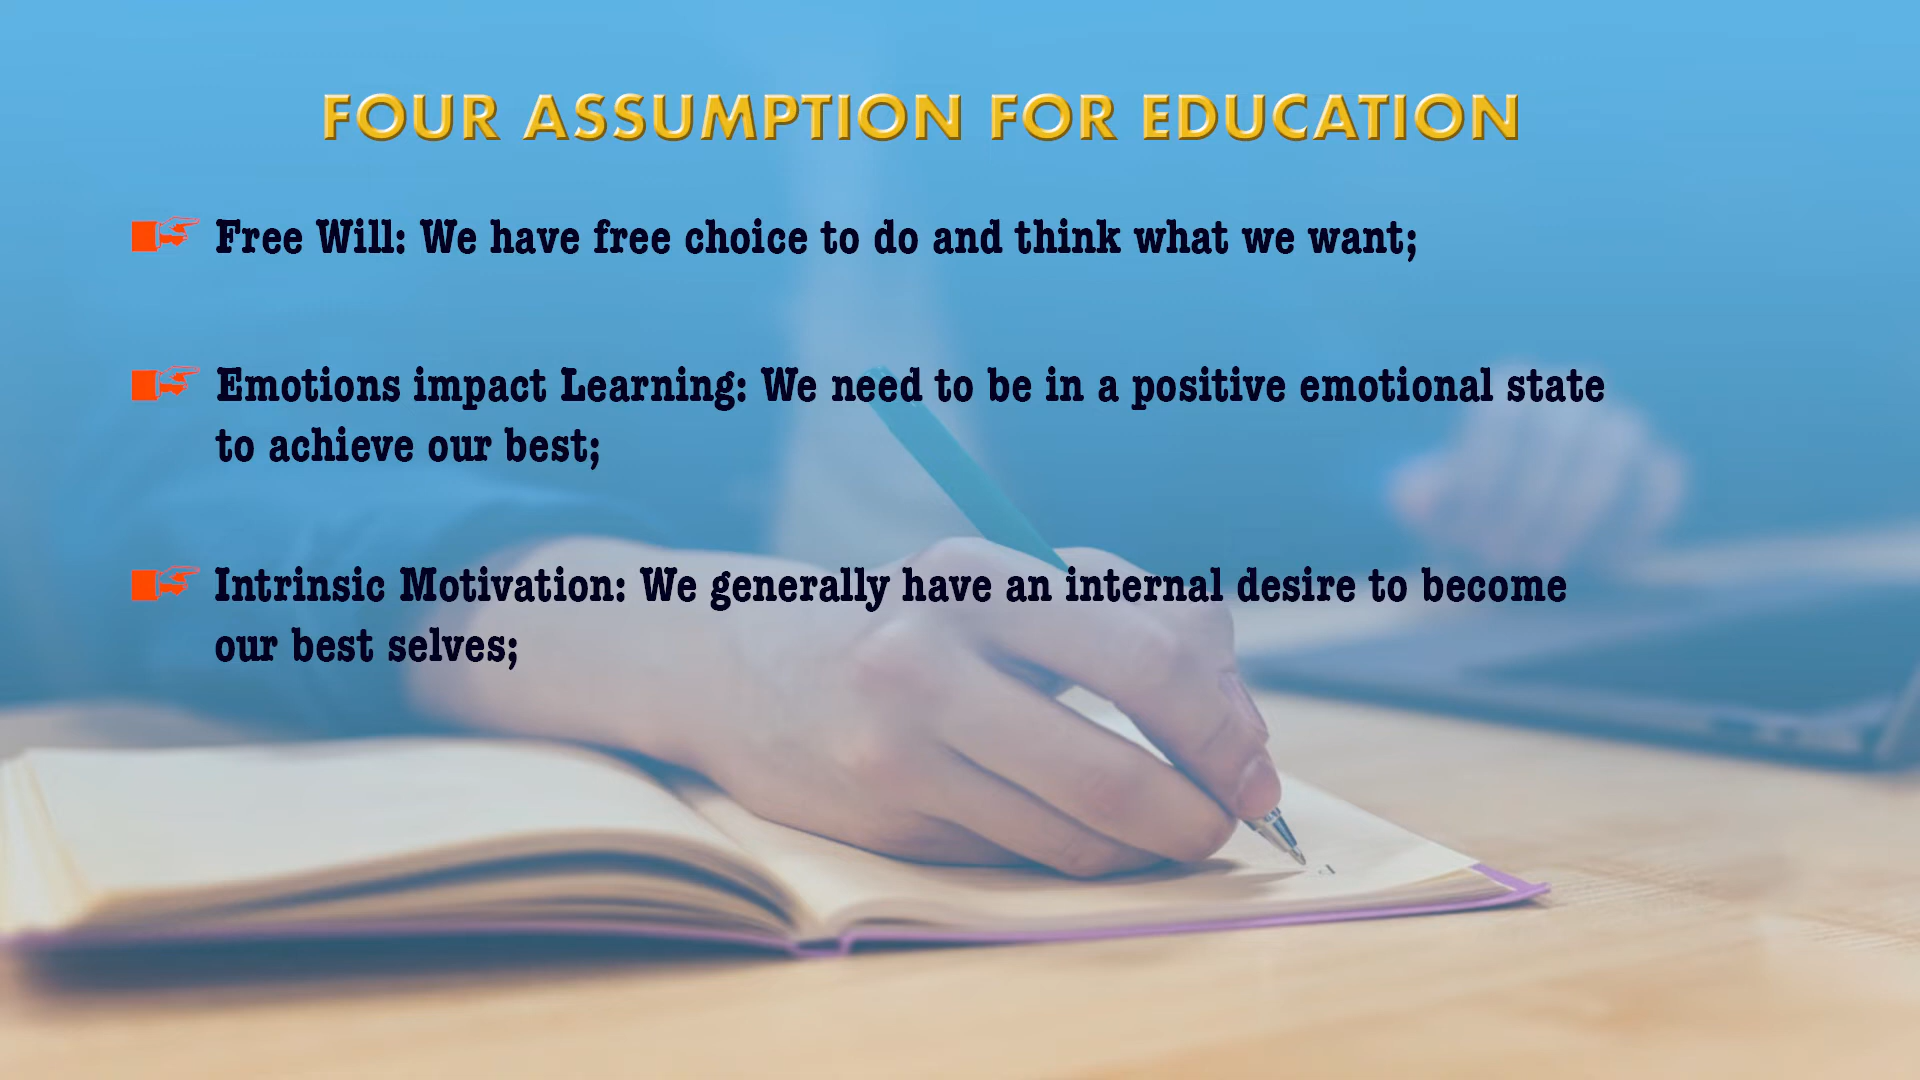 FOUR ASSUMPTION FOR EDUCATION
Free Will: We have free choice to do and think what we want;
Emotions impact Learning: We need to be in a positive emotional state
to achieve our best;
Intrinsic Motivation: We generally have an internal desire to become
our best selves;